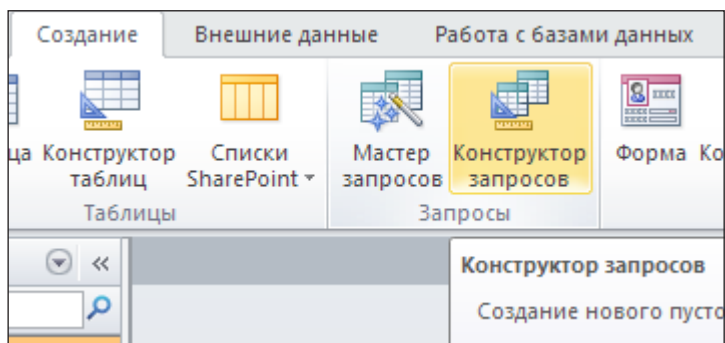 Создание Внешние данные Работа с базами данных
ца Конструктор таблиц
Списки SharePoint
Мастер запросов
Конструктор запросов
Форма Ко
Таблицы Запросы
«
Конструктор запросов
Создание нового пусто